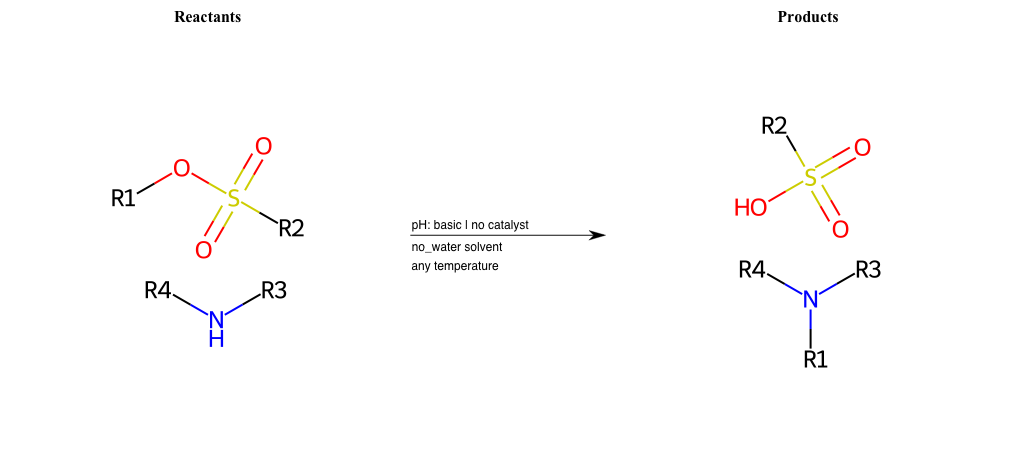 Reactants
Products
R1
O
O
S
O
R2
R4
R3
N
H
pH: basic | no catalyst
no_water solvent
any temperature
R2
O
S
HO
O
R4
R3
N
R1